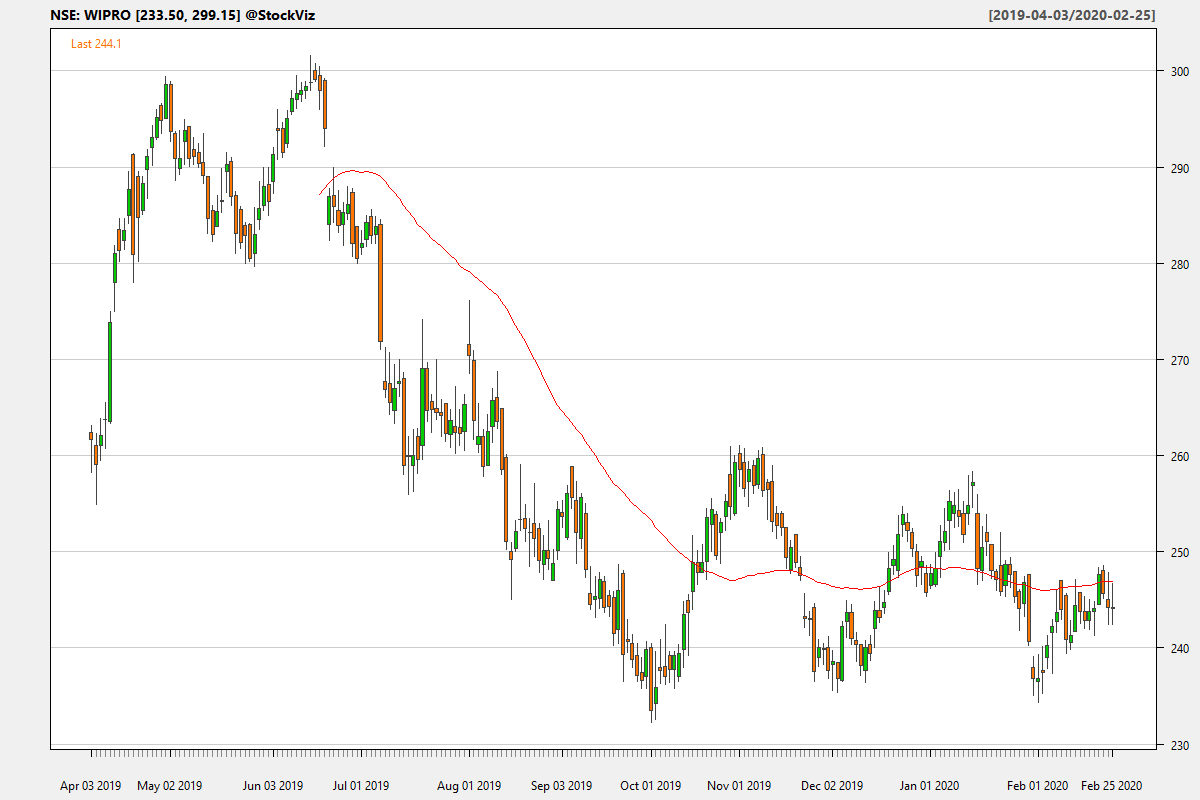 NSE: WIPRO [233.50, 299.15] @StockViz [2019-04-03/2020-02-25]
Last 244.1
300
290
280
270
260
250
240
230
Apr 03 2019 May 02 2019 Jun 03 2019 Jul 01 2019 Aug 01 2019 Sep 03 2019 Oct 01 2019 Nov 01 2019 Dec 02 2019 Jan 01 2020 Feb 01 2020 Feb 25 2020